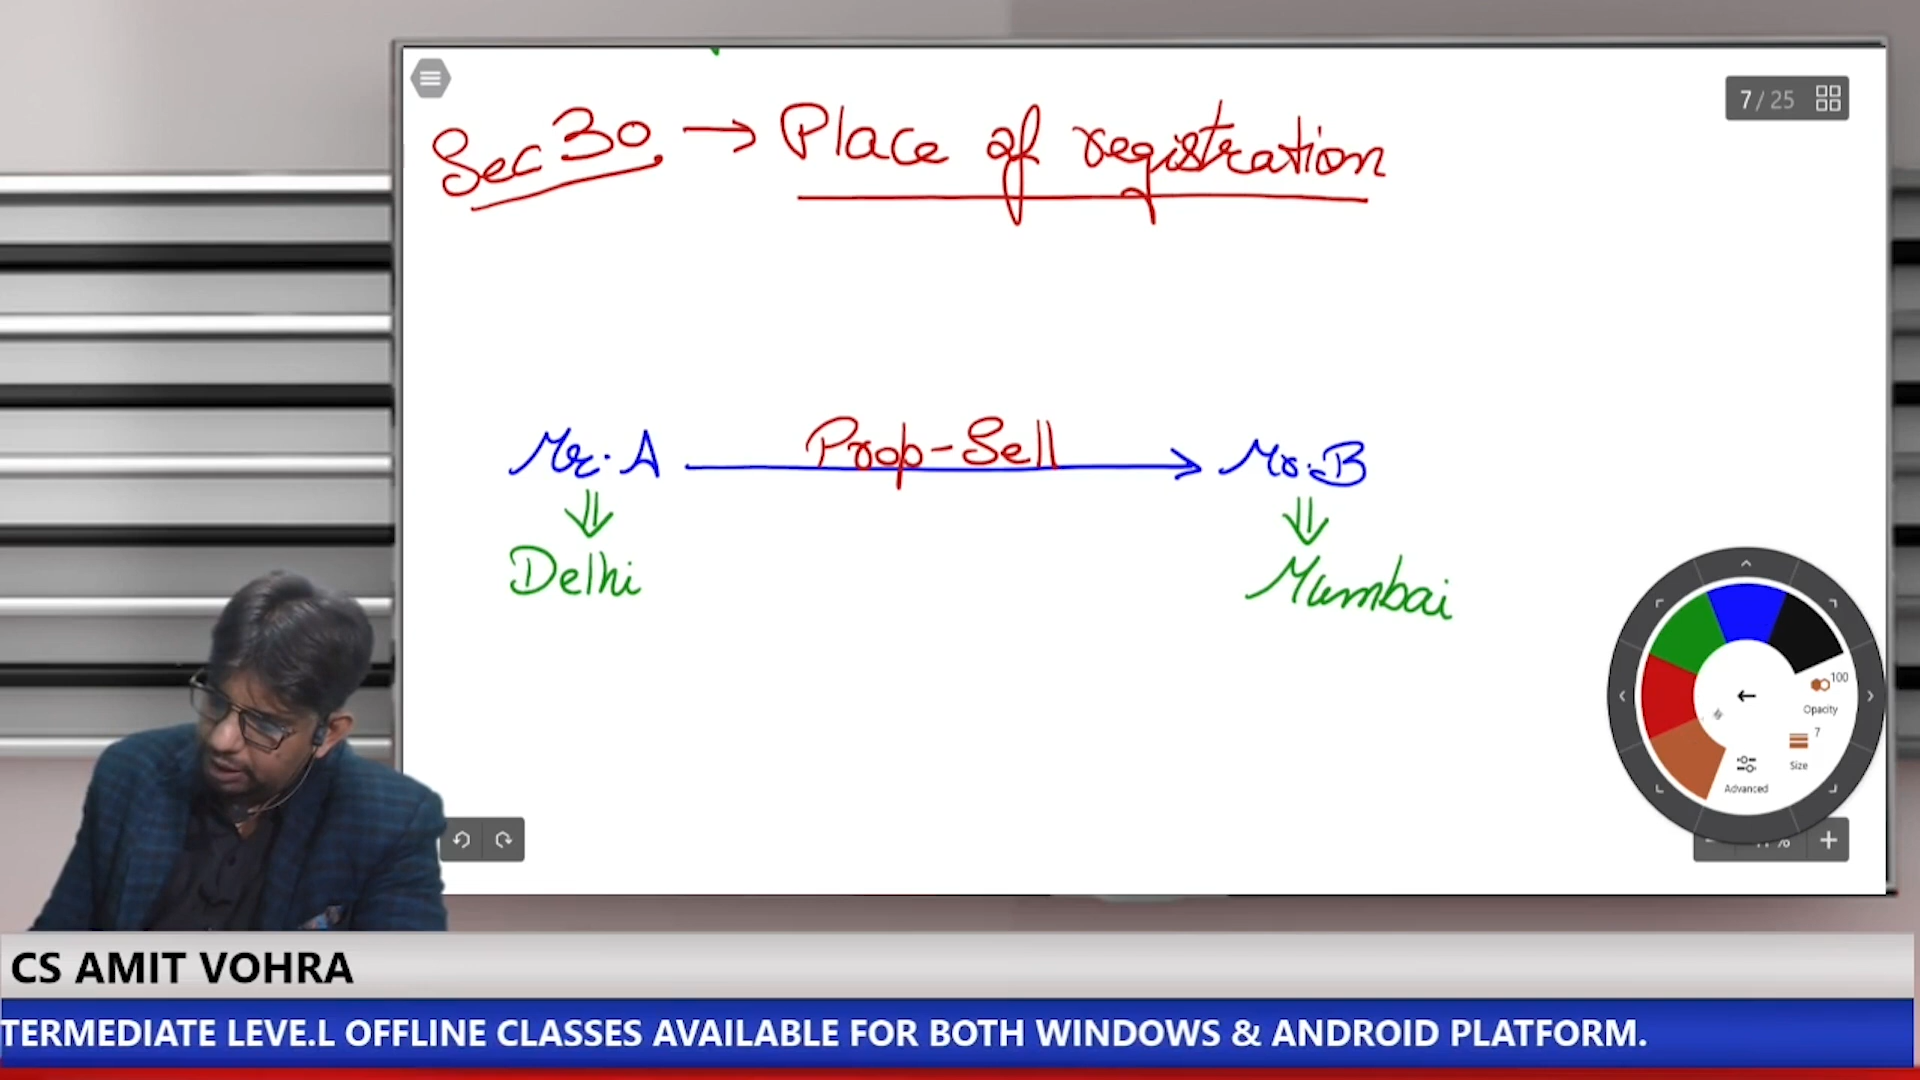 7 / 25
Sec 30 → Place of registration
Prop-Sell
Mr. A → Mr. B
⇓ ⇓
Delhi Mumbai
100
Opacity
7
Size
Advanced
CS AMIT VOHRA
TERMEDIATE LEVE.L OFFLINE CLASSES AVAILABLE FOR BOTH WINDOWS & ANDROID PLATFORM.